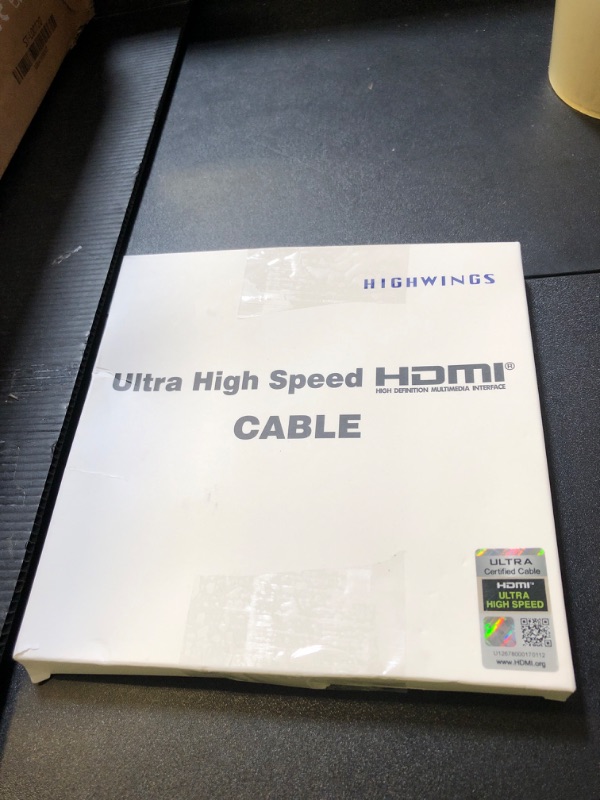 HIGHWINGS
Ultra High Speed HDMI®
HIGH DEFINITION MULTIMEDIA INTERFACE
CABLE
ULTRA
Certified Cable
HDMI™
ULTRA
HIGH SPEED
www.HDMI.org